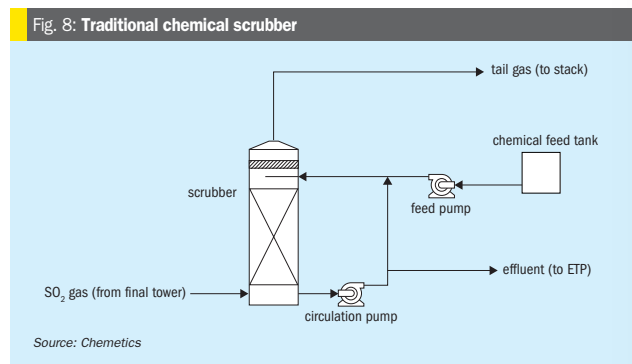 Fig. 8: Traditional chemical scrubber
tail gas (to stack)
chemical feed tank
scrubber
feed pump
effluent (to ETP)
SO₂ gas (from final tower)
circulation pump
Source: Chemetics